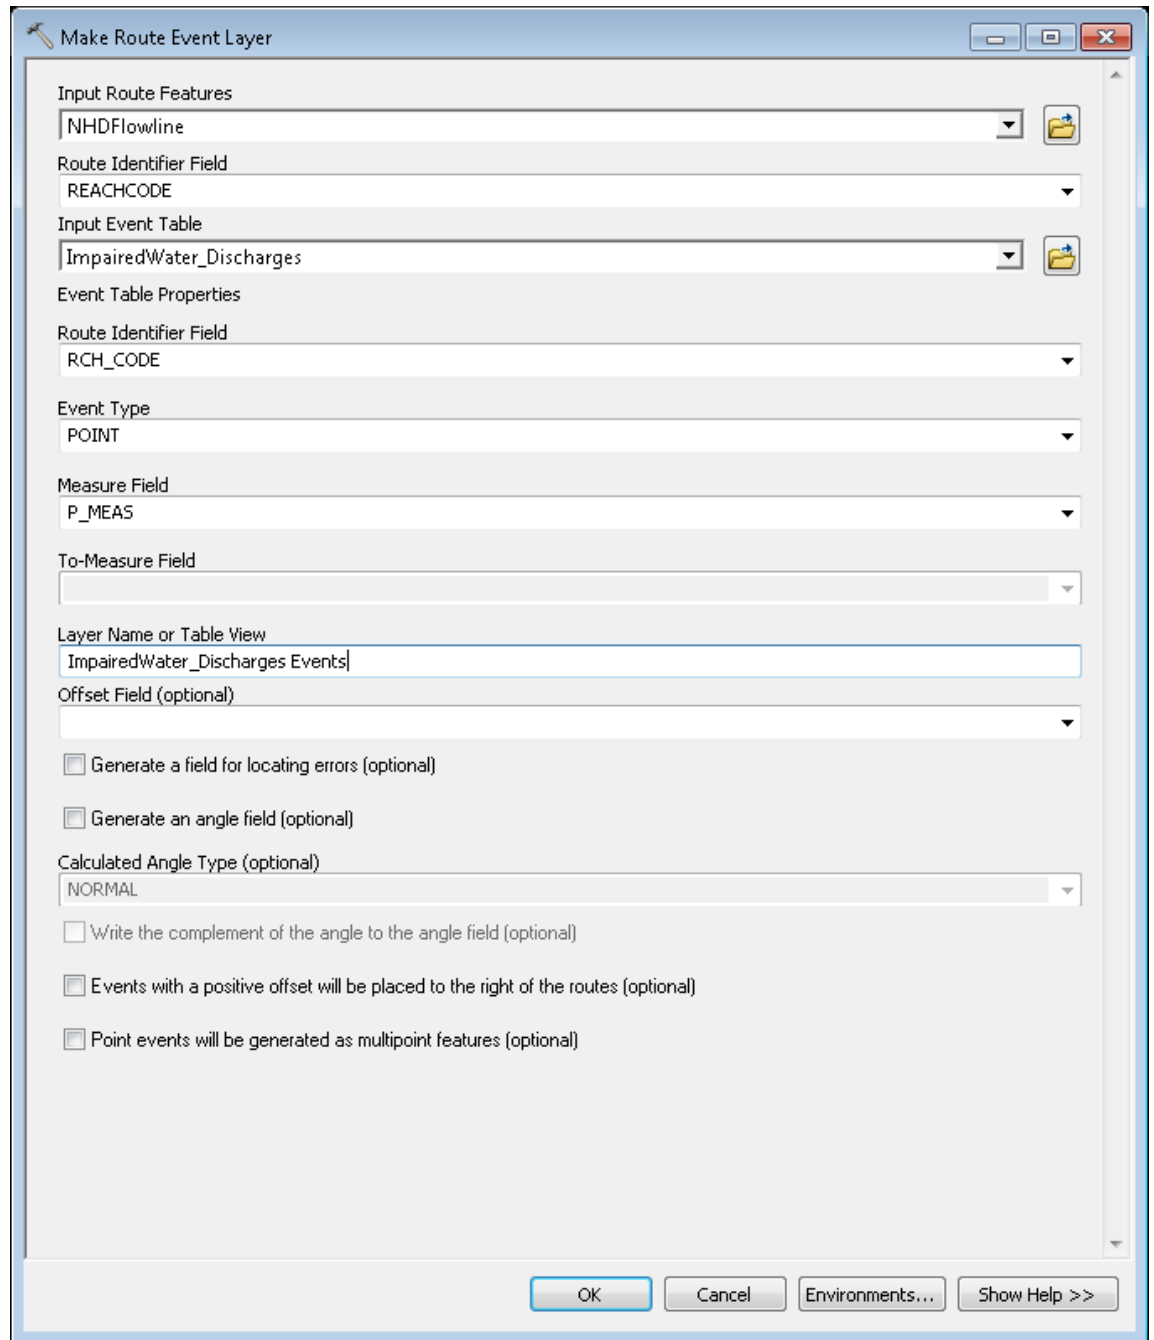 Make Route Event Layer
Input Route Features
NHDFlowline
Route Identifier Field
REACHCODE
Input Event Table
ImpairedWater_Discharges
Event Table Properties
Route Identifier Field
RCH_CODE
Event Type
POINT
Measure Field
P_MEAS
To-Measure Field
Layer Name or Table View
ImpairedWater_Discharges Events
Offset Field (optional)
Generate a field for locating errors (optional)
Generate an angle field (optional)
Calculated Angle Type (optional)
NORMAL
Write the complement of the angle to the angle field (optional)
Events with a positive offset will be placed to the right of the routes (optional)
Point events will be generated as multipoint features (optional)
OK Cancel Environments... Show Help >>